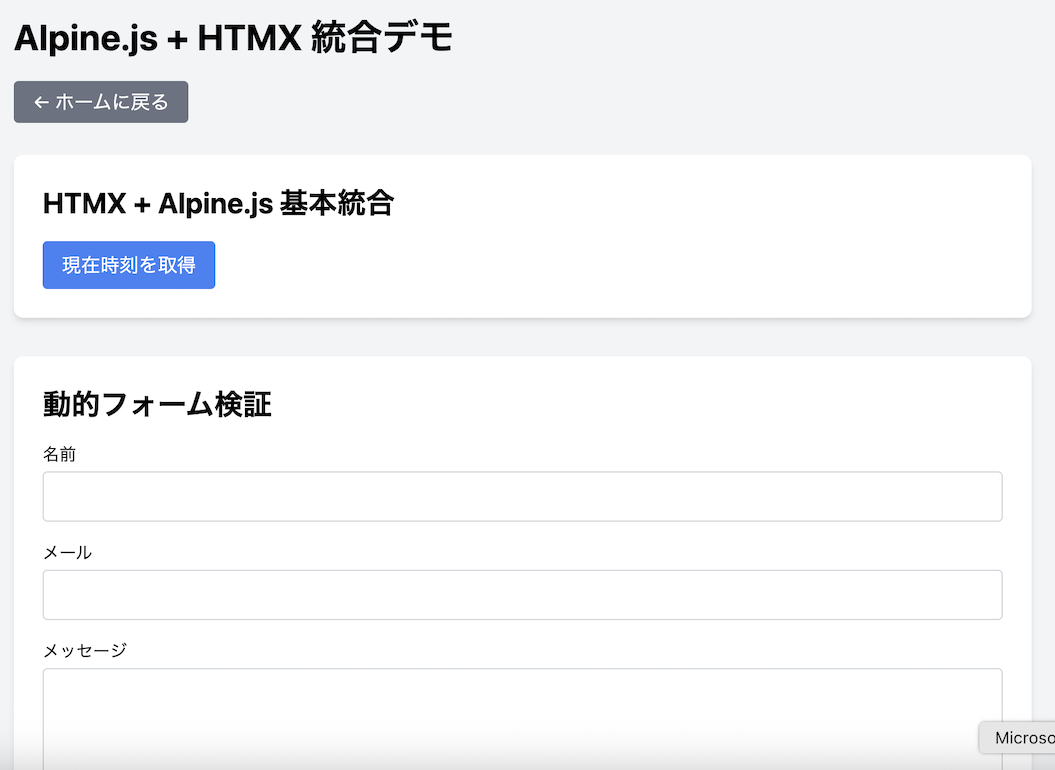 Alpine.js + HTMX 統合デモ
← ホームに戻る
HTMX + Alpine.js 基本統合
現在時刻を取得
動的フォーム検証
名前
メール
メッセージ
Microso